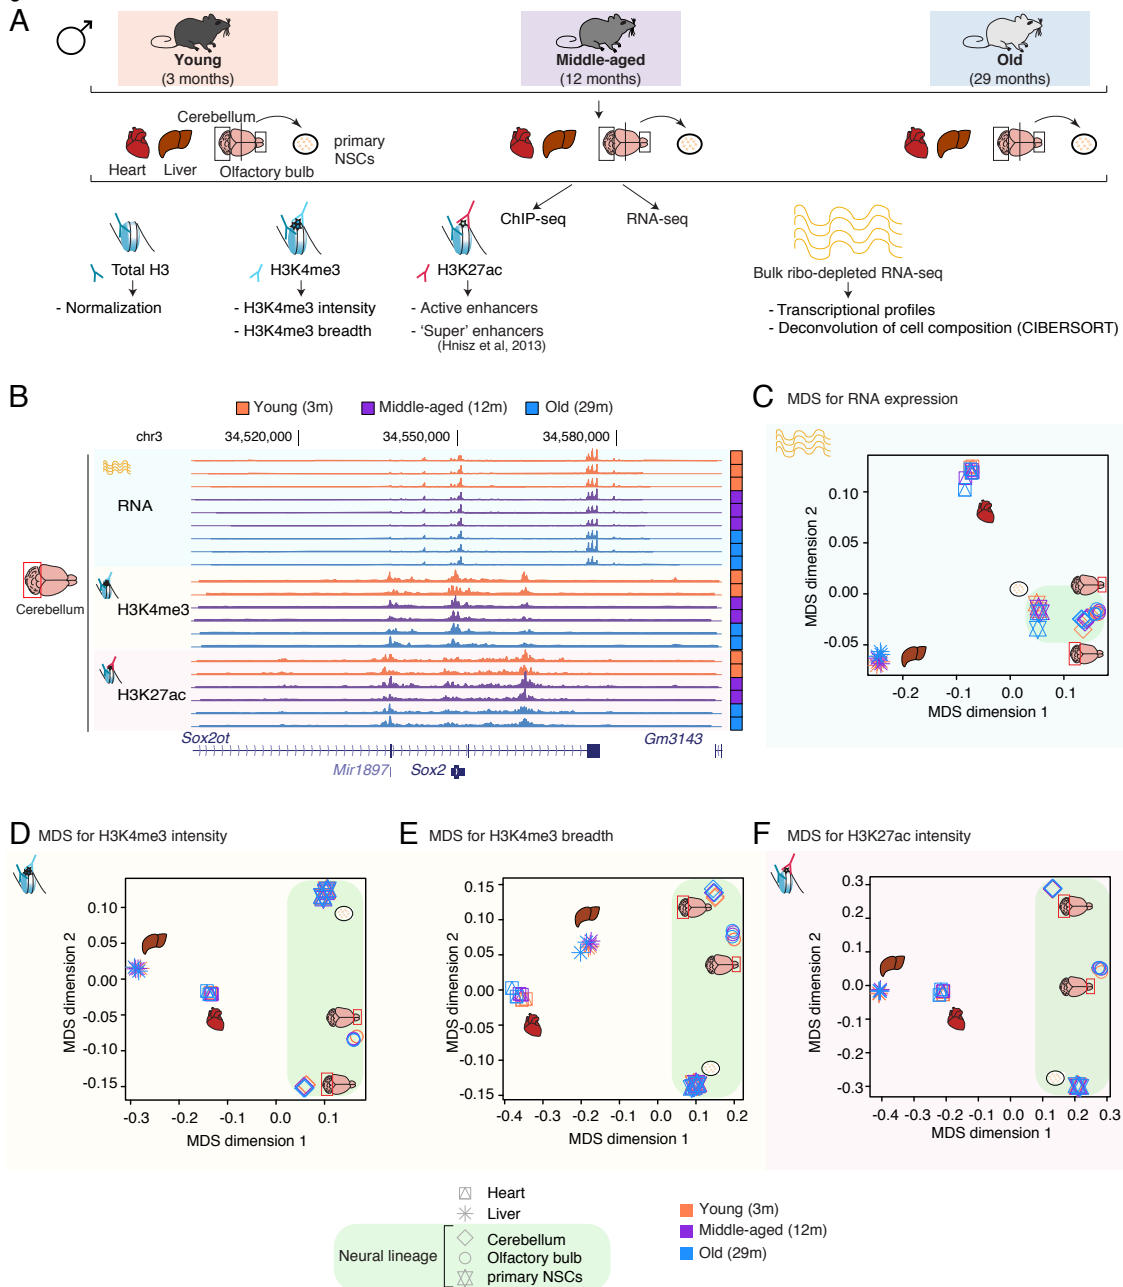 A
Young
(3 months)
Middle-aged
(12 months)
Old
(29 months)
Cerebellum
primary
NSCs
Heart
Liver
Olfactory bulb
ChIP-seq
RNA-seq
Total H3
H3K4me3
H3K27ac
Bulk ribo-depleted RNA-seq
- Normalization
- H3K4me3 intensity
- H3K4me3 breadth
- Active enhancers
- 'Super' enhancers
(Hnisz et al, 2013)
- Transcriptional profiles
- Deconvolution of cell composition (CIBERSORT)
B
Young (3m)
Middle-aged (12m)
Old (29m)
chr3
34,520,000
34,550,000
34,580,000
RNA
Cerebellum
H3K4me3
H3K27ac
Sox2ot
Gm3143
Mir1897
Sox2
C
MDS for RNA expression
MDS dimension 2
0.10
0.05
0.00
-0.05
-0.2
-0.1
0.0
0.1
MDS dimension 1
D
MDS for H3K4me3 intensity
MDS dimension 2
0.10
0.05
0.00
-0.05
-0.10
-0.15
-0.3
-0.2
-0.1
0.0
0.1
MDS dimension 1
E
MDS for H3K4me3 breadth
MDS dimension 2
0.15
0.10
0.05
0.00
-0.05
-0.10
-0.15
-0.4
-0.3
-0.2
-0.1
0.0
0.1
0.2
MDS dimension 1
F
MDS for H3K27ac intensity
MDS dimension 2
0.3
0.2
0.1
0.0
-0.1
-0.2
-0.3
-0.4
-0.2
-0.1
0.0
0.1
0.2
0.3
MDS dimension 1
Heart
Liver
Neural lineage
Cerebellum
Olfactory bulb
primary NSCs
Young (3m)
Middle-aged (12m)
Old (29m)